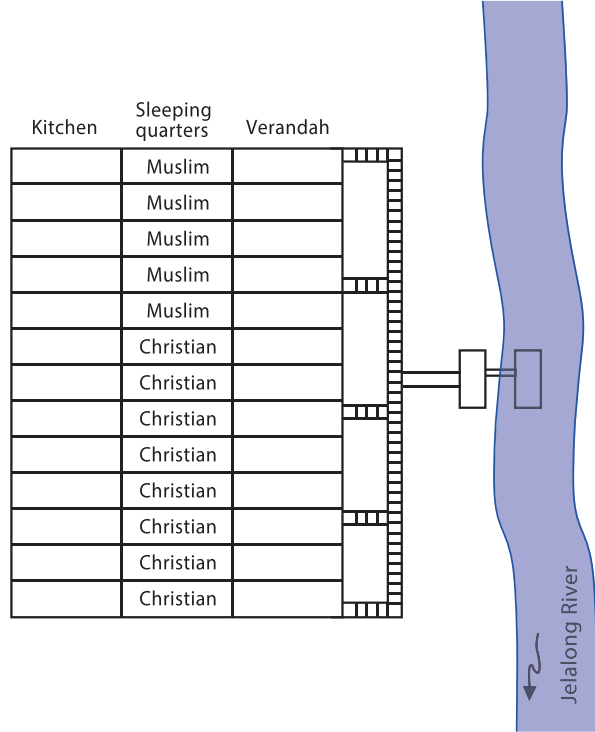 Kitchen
Sleeping
quarters
Verandah
Muslim
Muslim
Muslim
Muslim
Muslim
Christian
Christian
Christian
Christian
Christian
Christian
Christian
Christian
Jelalong River